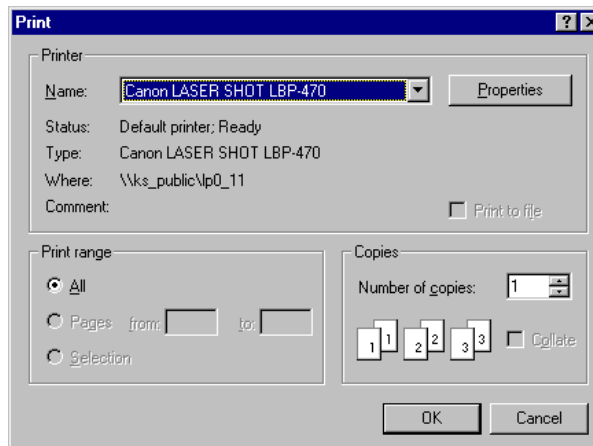 Print
Printer
Name: Canon LASER SHOT LBP-470 Properties
Status: Default printer; Ready
Type: Canon LASER SHOT LBP-470
Where: \\ks_public\lp0_11
Comment: Print to file
Print range
All
Pages from: to:
Selection
Copies
Number of copies: 1
1 1 2 2 3 3 Collate
OK Cancel